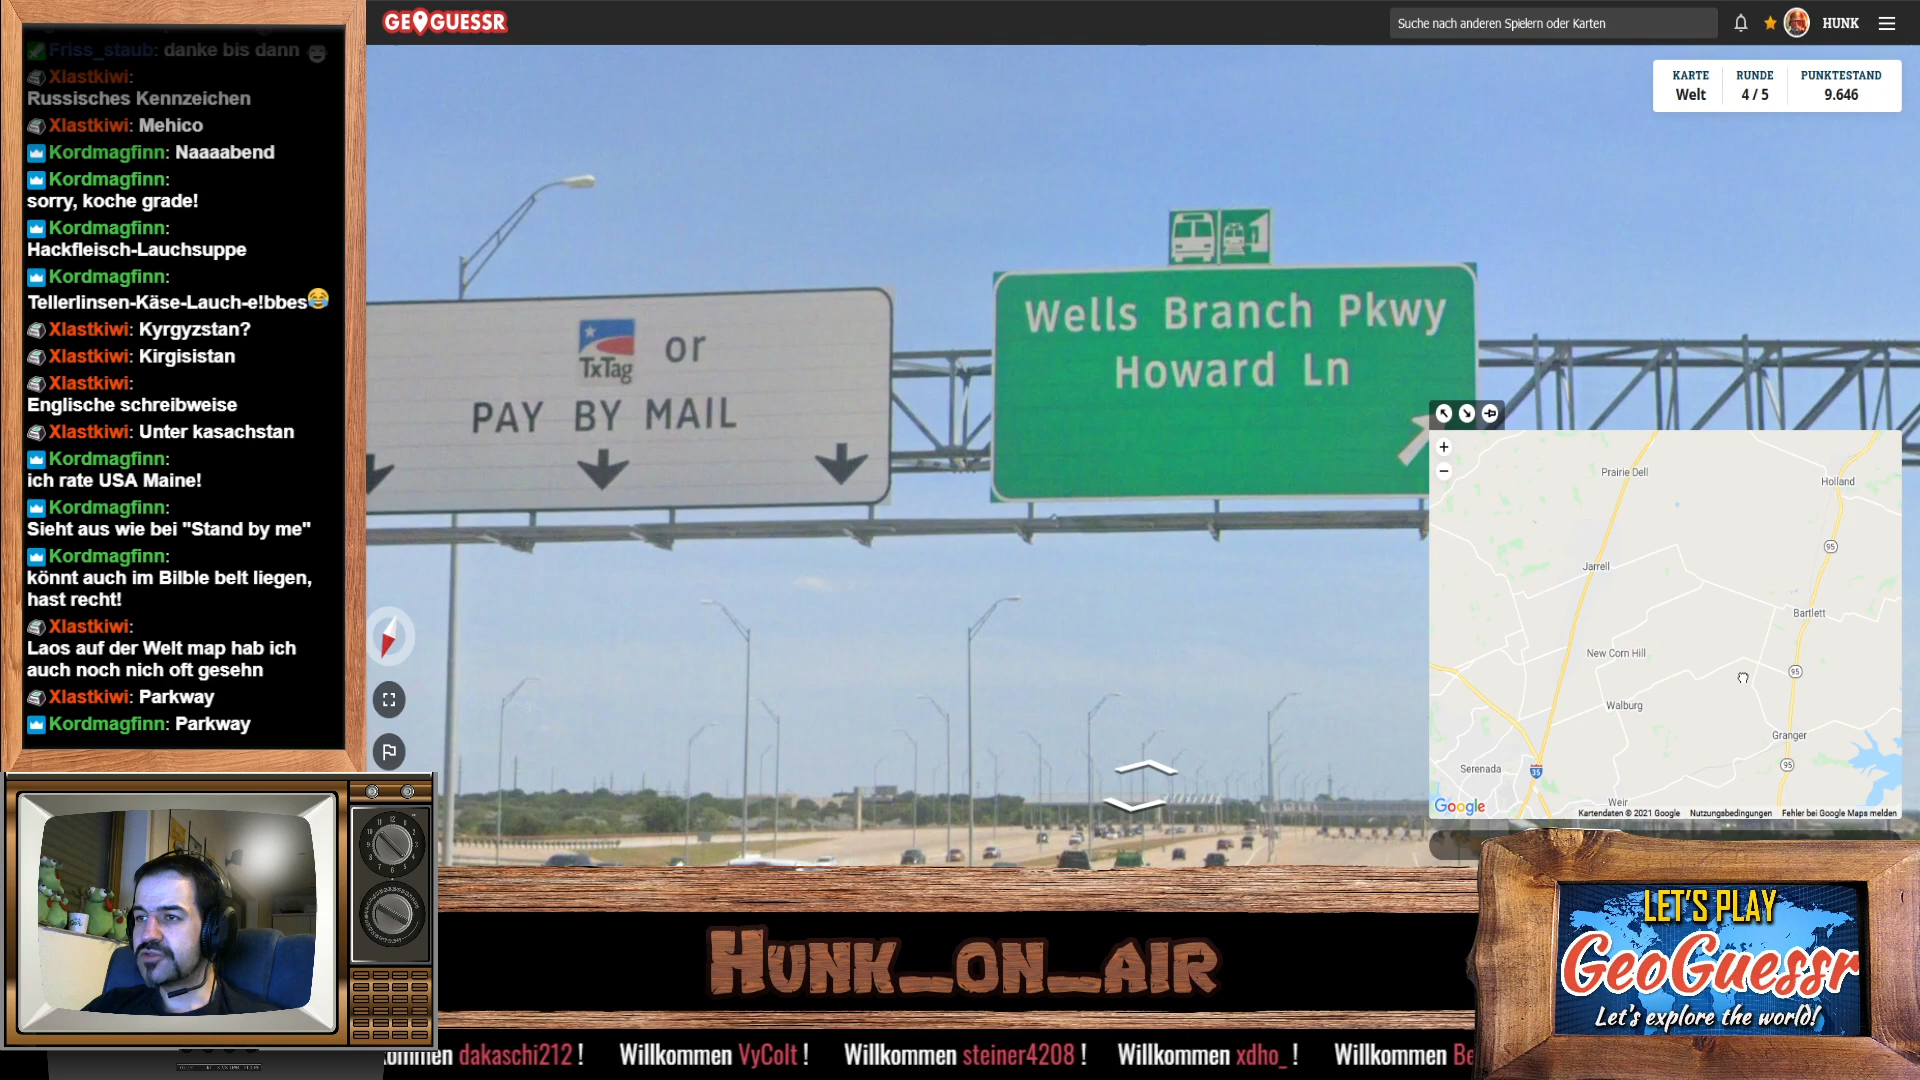 Friss_staub: danke bis dann
Xlastkiwi:
Russisches Kennzeichen
Xlastkiwi: Mehico
Kordmagfinn: Naaaabend
Kordmagfinn:
sorry, koche grade!
Kordmagfinn:
Hackfleisch-Lauchsuppe
Kordmagfinn:
Tellerlinsen-Käse-Lauch-e!bbes😂
Xlastkiwi: Kyrgyzstan?
Xlastkiwi: Kirgisistan
Xlastkiwi:
Englische schreibweise
Xlastkiwi: Unter kasachstan
Kordmagfinn:
ich rate USA Maine!
Kordmagfinn:
Sieht aus wie bei "Stand by me"
Kordmagfinn:
könnt auch im Bilble belt liegen,
hast recht!
Xlastkiwi:
Laos auf der Welt map hab ich
auch noch nich oft gesehn
Xlastkiwi: Parkway
Kordmagfinn: Parkway
GEOGUESSR
Suche nach anderen Spielern oder Karten
HUNK
KARTE RUNDE PUNKTESTAND
Welt 4 / 5 9.646
TxTag or
PAY BY MAIL
Wells Branch Pkwy
Howard Ln
Prairie Dell
Holland
95
Jarrell
Bartlett
New Corn Hill
95
Walburg
Granger
95
Serenada
35
Weir
Google
Kartendaten © 2021 Google Nutzungsbedingungen Fehler bei Google Maps melden
HUNK_ON_AIR
LET'S PLAY
GeoGuessr
Let's explore the world!
ommen dakaschi212 ! Willkommen VyColt ! Willkommen steiner4208 ! Willkommen xdho_ ! Willkommen Be